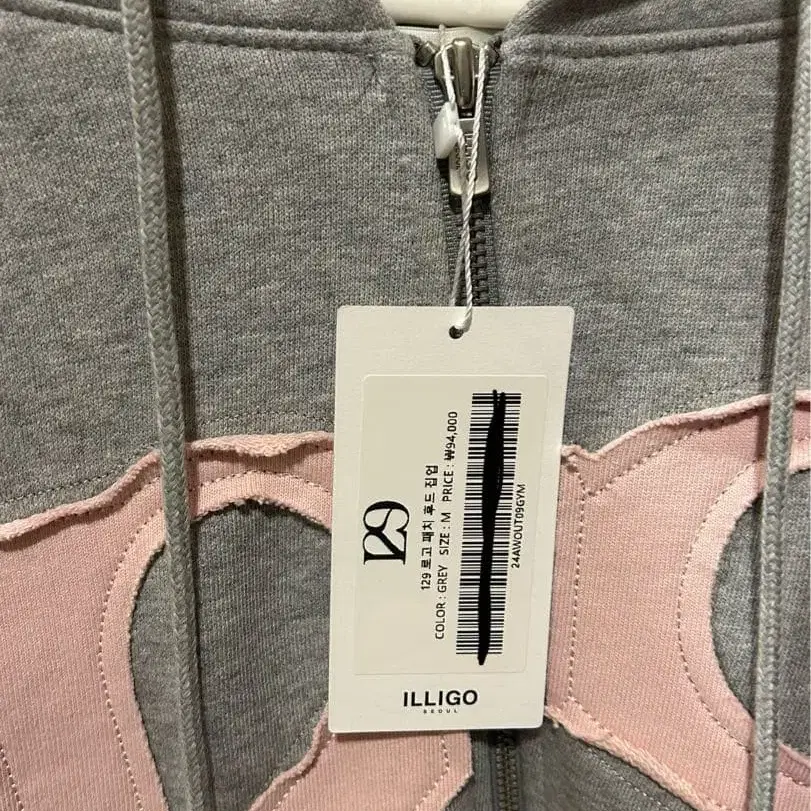 129
129 로고 패치 후드 집업
COLOR : GREY SIZE : M PRICE : ₩94,000
24AWOUT09GYM
ILLIGO
SEOUL